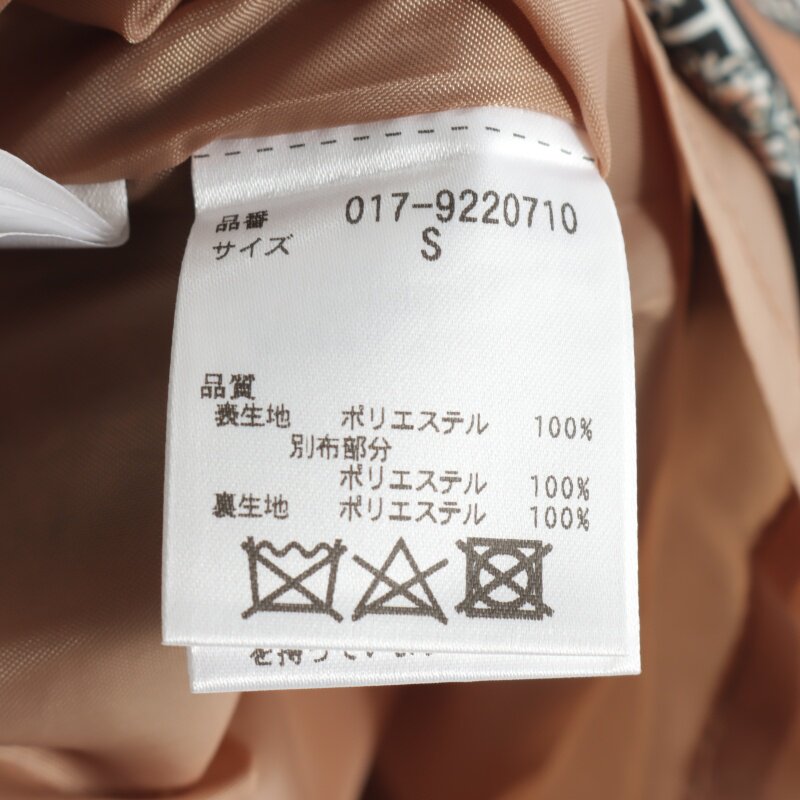 品番 017-9220710
サイズ S
品質
表生地 ポリエステル 100%
別布部分
ポリエステル 100%
裏生地 ポリエステル 100%